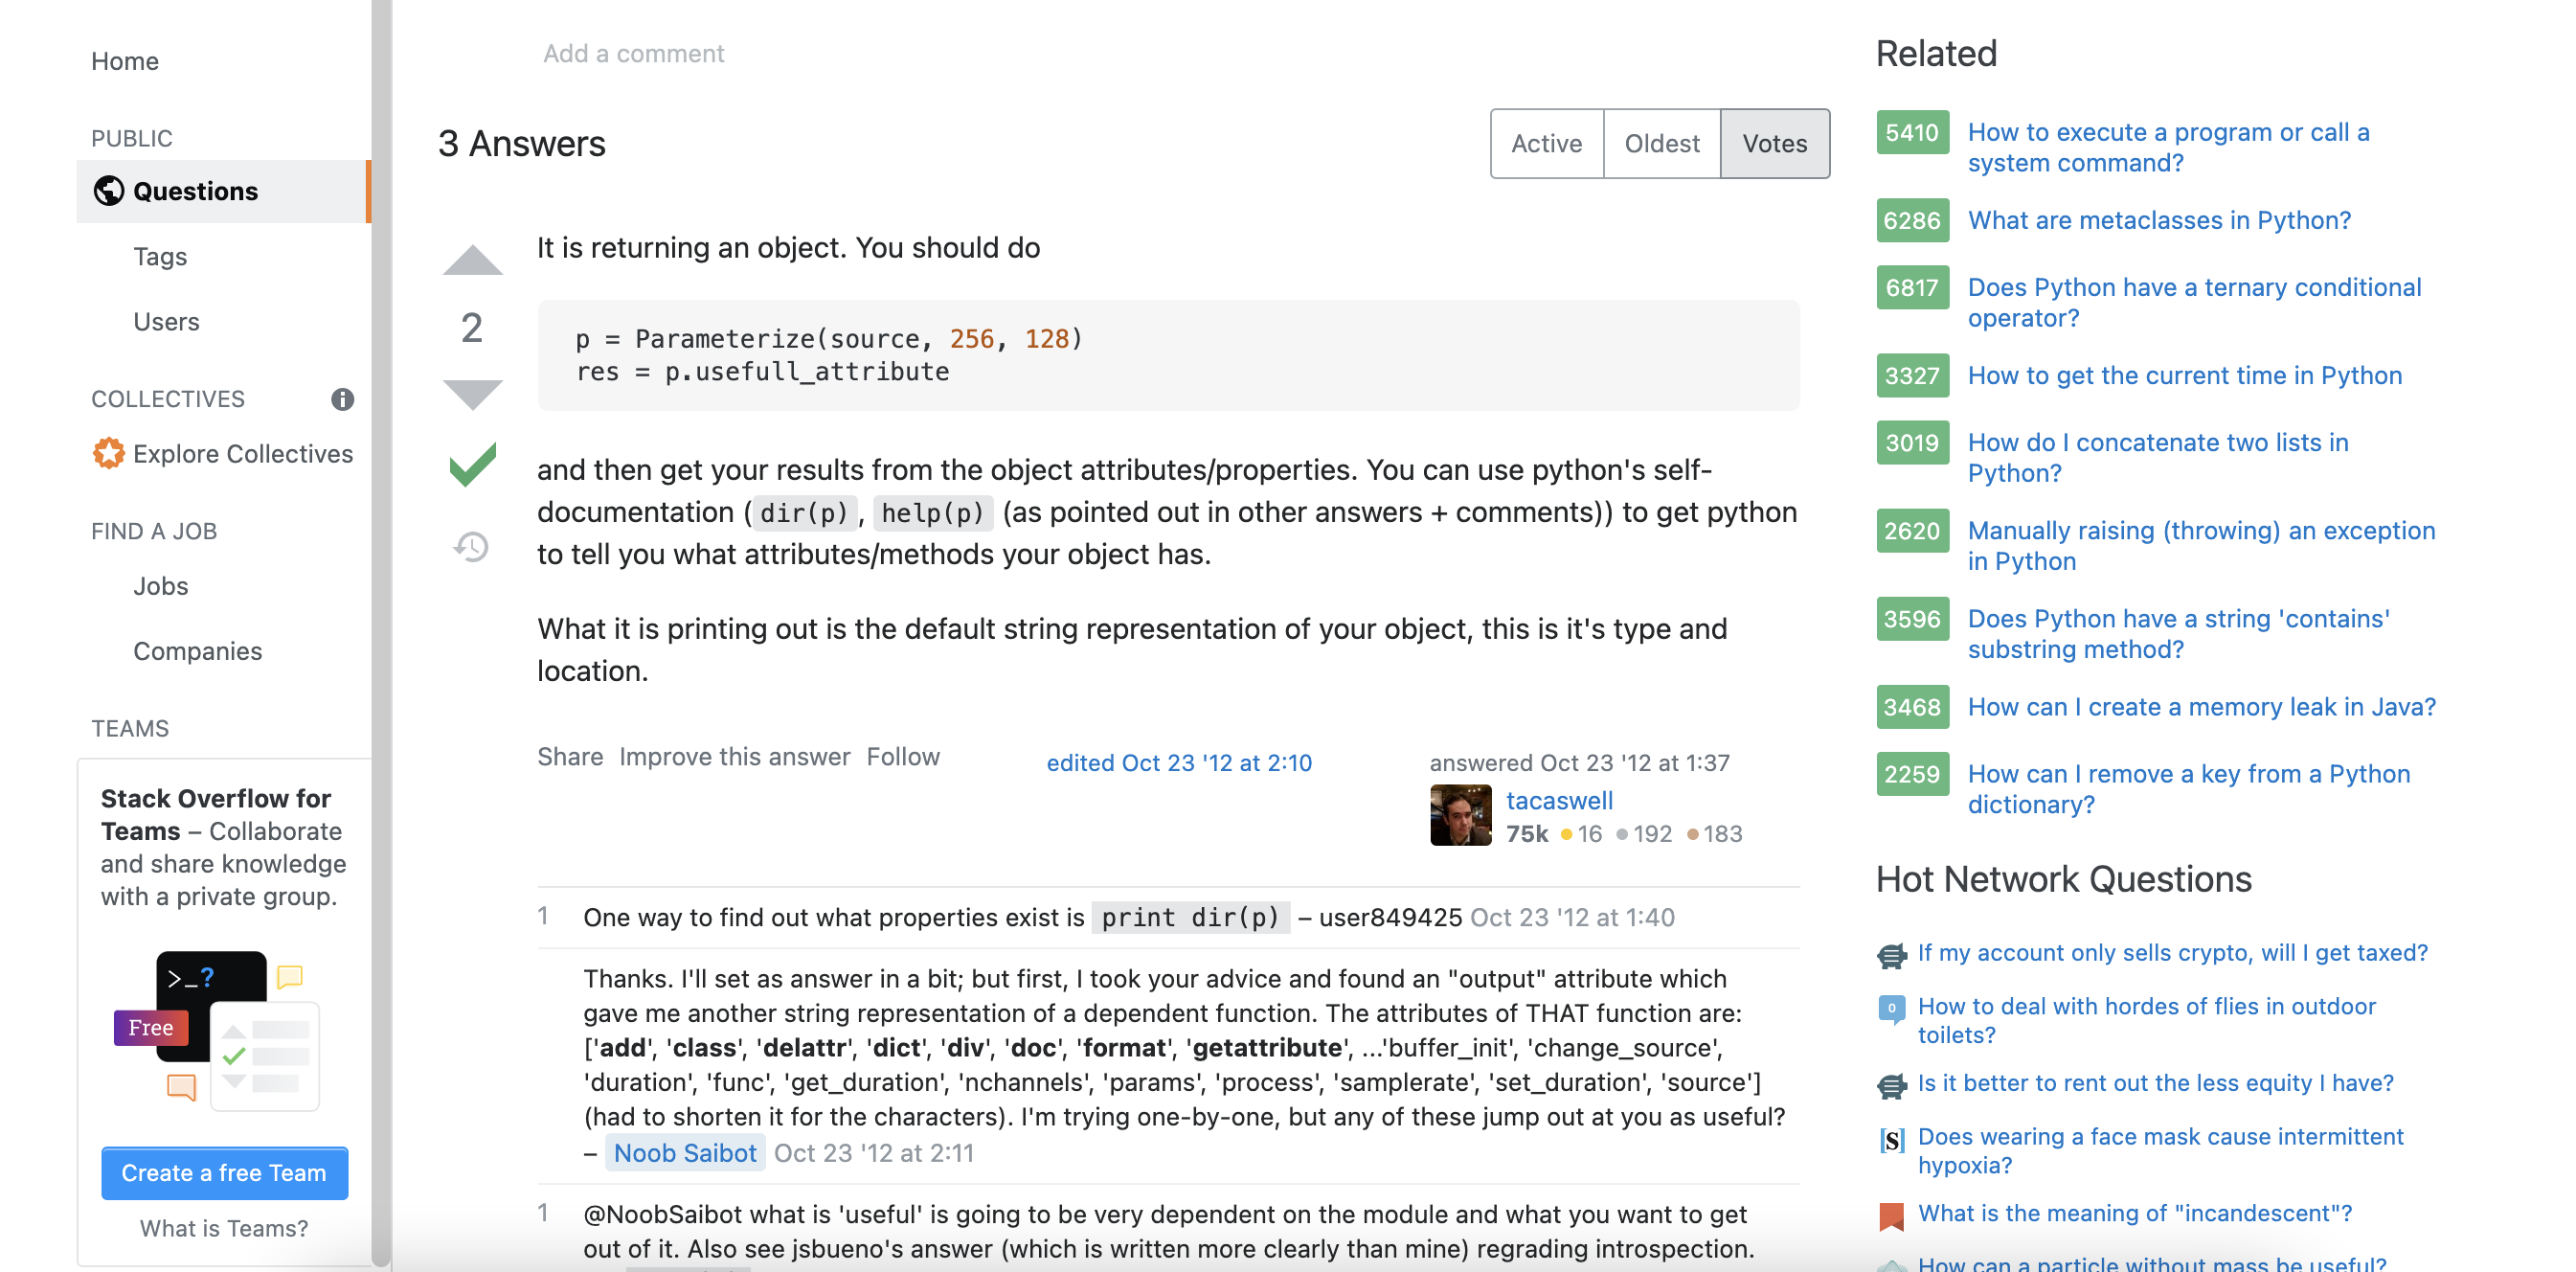 Home
PUBLIC
Questions
Tags
Users
COLLECTIVES
Explore Collectives
FIND A JOB
Jobs
Companies
TEAMS
Stack Overflow for
Teams – Collaborate
and share knowledge
with a private group.
>_?
Free
Create a free Team
What is Teams?
Add a comment
3 Answers
Active Oldest Votes
It is returning an object. You should do
2
p = Parameterize(source, 256, 128)
res = p.usefull_attribute
and then get your results from the object attributes/properties. You can use python's self-
documentation (dir(p), help(p) (as pointed out in other answers + comments)) to get python
to tell you what attributes/methods your object has.
What it is printing out is the default string representation of your object, this is it's type and
location.
Share Improve this answer Follow
edited Oct 23 '12 at 2:10
answered Oct 23 '12 at 1:37
tacaswell
75k 16 192 183
1 One way to find out what properties exist is print dir(p) – user849425 Oct 23 '12 at 1:40
Thanks. I'll set as answer in a bit; but first, I took your advice and found an "output" attribute which
gave me another string representation of a dependent function. The attributes of THAT function are:
['add', 'class', 'delattr', 'dict', 'div', 'doc', 'format', 'getattribute', ...'buffer_init', 'change_source',
'duration', 'func', 'get_duration', 'nchannels', 'params', 'process', 'samplerate', 'set_duration', 'source']
(had to shorten it for the characters). I'm trying one-by-one, but any of these jump out at you as useful?
– Noob Saibot Oct 23 '12 at 2:11
1 @NoobSaibot what is 'useful' is going to be very dependent on the module and what you want to get
out of it. Also see jsbueno's answer (which is written more clearly than mine) regrading introspection.
Related
5410 How to execute a program or call a
system command?
6286 What are metaclasses in Python?
6817 Does Python have a ternary conditional
operator?
3327 How to get the current time in Python
3019 How do I concatenate two lists in
Python?
2620 Manually raising (throwing) an exception
in Python
3596 Does Python have a string 'contains'
substring method?
3468 How can I create a memory leak in Java?
2259 How can I remove a key from a Python
dictionary?
Hot Network Questions
If my account only sells crypto, will I get taxed?
0 How to deal with hordes of flies in outdoor
toilets?
Is it better to rent out the less equity I have?
[S] Does wearing a face mask cause intermittent
hypoxia?
What is the meaning of "incandescent"?
How can a particle without mass be useful?